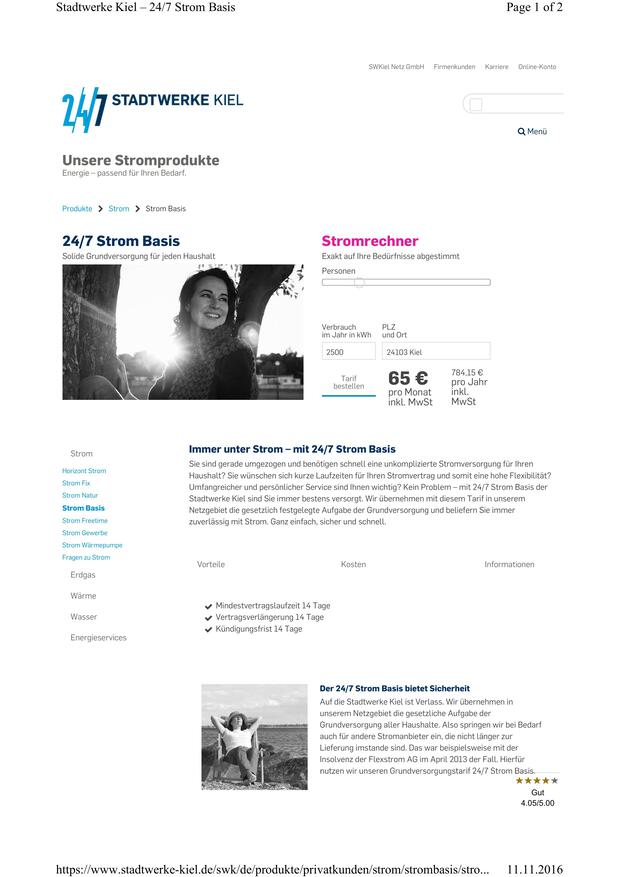 Stadtwerke Kiel – 24/7 Strom Basis
Page 1 of 2
SWKiel Netz GmbH Firmenkunden Karriere Online-Konto
24/7 STADTWERKE KIEL
Menü
Unsere Stromprodukte
Energie – passend für Ihren Bedarf.
Produkte Strom Strom Basis
24/7 Strom Basis
Solide Grundversorgung für jeden Haushalt
Stromrechner
Exakt auf Ihre Bedürfnisse abgestimmt
Personen
Verbrauch
im Jahr in kWh
PLZ
und Ort
2500
24103 Kiel
Tarif
bestellen
65 €
pro Monat
inkl. MwSt
784,15 €
pro Jahr
inkl.
MwSt
Strom
Horizont Strom
Strom Fix
Strom Natur
Strom Basis
Strom Freetime
Strom Gewerbe
Strom Wärmepumpe
Fragen zu Strom
Erdgas
Wärme
Wasser
Energieservices
Immer unter Strom – mit 24/7 Strom Basis
Sie sind gerade umgezogen und benötigen schnell eine unkomplizierte Stromversorgung für Ihren
Haushalt? Sie wünschen sich kurze Laufzeiten für Ihren Stromvertrag und somit eine hohe Flexibilität?
Umfangreicher und persönlicher Service sind Ihnen wichtig? Kein Problem – mit 24/7 Strom Basis der
Stadtwerke Kiel sind Sie immer bestens versorgt. Wir übernehmen mit diesem Tarif in unserem
Netzgebiet die gesetzlich festgelegte Aufgabe der Grundversorgung und beliefern Sie immer
zuverlässig mit Strom. Ganz einfach, sicher und schnell.
Vorteile Kosten Informationen
Mindestvertragslaufzeit 14 Tage
Vertragsverlängerung 14 Tage
Kündigungsfrist 14 Tage
Der 24/7 Strom Basis bietet Sicherheit
Auf die Stadtwerke Kiel ist Verlass. Wir übernehmen in
unserem Netzgebiet die gesetzliche Aufgabe der
Grundversorgung aller Haushalte. Also springen wir bei Bedarf
auch für andere Stromanbieter ein, die nicht länger zur
Lieferung imstande sind. Das war beispielsweise mit der
Insolvenz der Flexstrom AG im April 2013 der Fall. Hierfür
nutzen wir unseren Grundversorgungstarif 24/7 Strom Basis.
Gut
4.05/5.00
https://www.stadtwerke-kiel.de/swk/de/produkte/privatkunden/strom/strombasis/stro...
11.11.2016